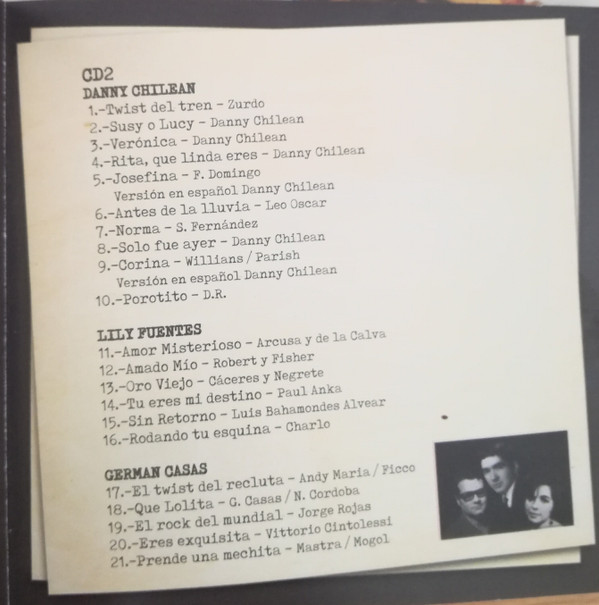 CD2
DANNY CHILEAN
1.-Twist del tren - Zurdo
2.-Susy o Lucy - Danny Chilean
3.-Verónica - Danny Chilean
4.-Rita, que linda eres - Danny Chilean
5.-Josefina - F. Domingo
Versión en español Danny Chilean
6.-Antes de la lluvia - Leo Oscar
7.-Norma - S. Fernández
8.-Solo fue ayer - Danny Chilean
9.-Corina - Willians / Parish
Versión en español Danny Chilean
10.-Porotito - D.R.
LILY FUENTES
11.-Amor Misterioso - Arcusa y de la Calva
12.-Amado Mío - Robert y Fisher
13.-Oro Viejo - Cáceres y Negrete
14.-Tu eres mi destino - Paul Anka
15.-Sin Retorno - Luis Bahamondes Alvear
16.-Rodando tu esquina - Charlo
GERMAN CASAS
17.-El twist del recluta - Andy María / Ficco
18.-Que Lolita - G. Casas / N. Cordoba
19.-El rock del mundial - Jorge Rojas
20.-Eres exquisita - Vittorio Cintolessi
21.-Prende una mechita - Mastra / Mogol